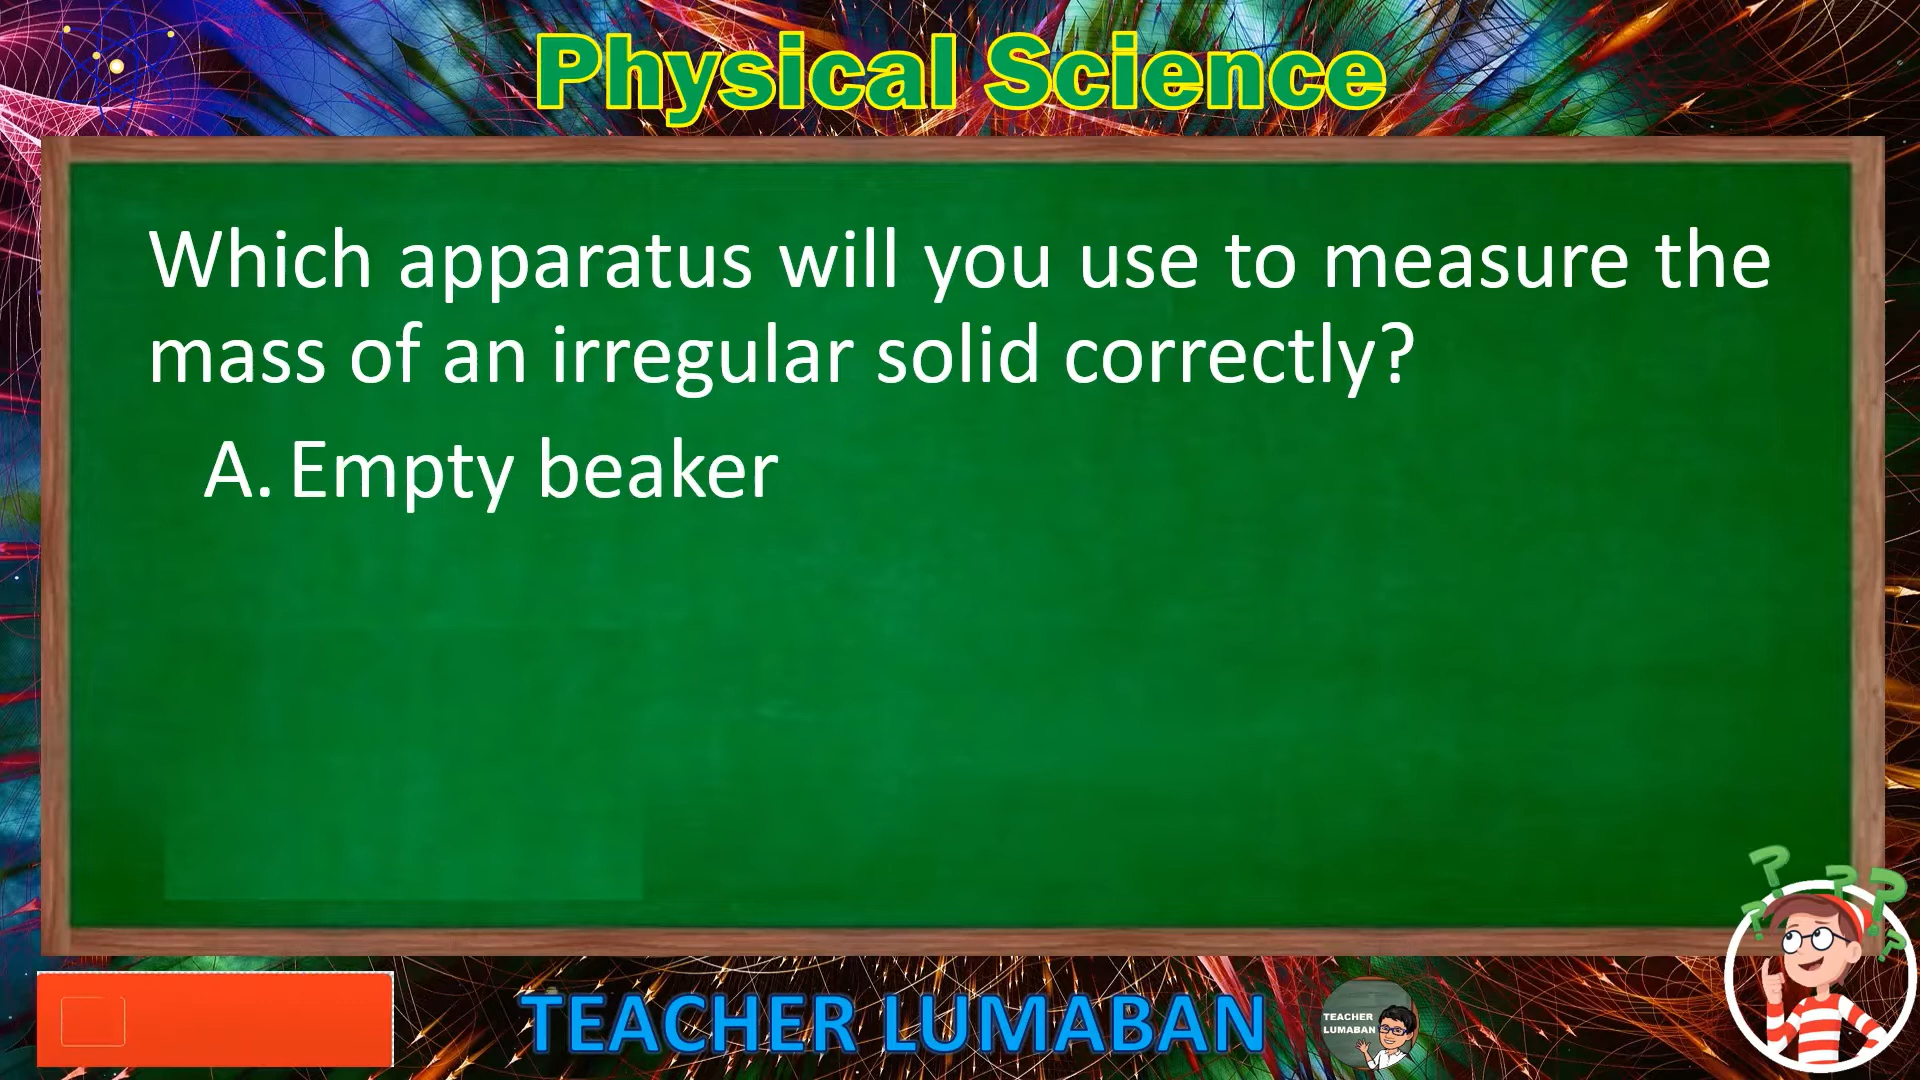 Physical Science
Which apparatus will you use to measure the
mass of an irregular solid correctly?
A. Empty beaker
TEACHER LUMABAN
TEACHER
LUMABAN